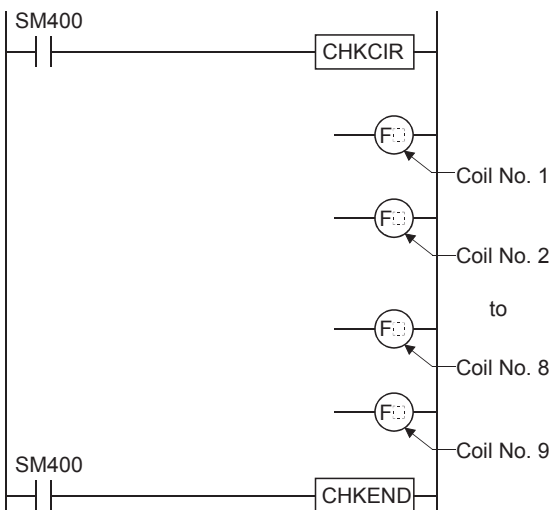 SM400
CHKCIR
F
Coil No. 1
F
Coil No. 2
to
F
Coil No. 8
F
Coil No. 9
SM400
CHKEND